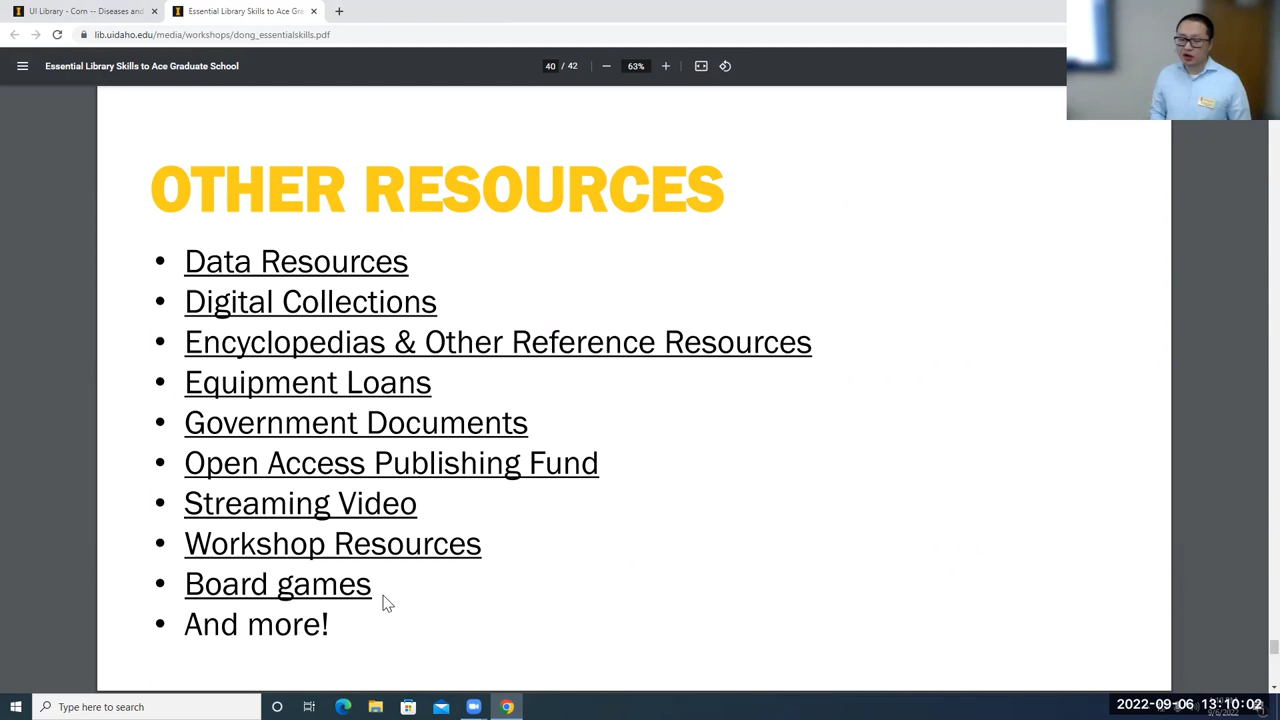 UI Library - Com -- Diseases and
Essential Library Skills to Ace Gra
lib.uidaho.edu/media/workshops/dong_essentialskills.pdf
Essential Library Skills to Ace Graduate School
40 / 42
63%
OTHER RESOURCES
• Data Resources
• Digital Collections
• Encyclopedias & Other Reference Resources
• Equipment Loans
• Government Documents
• Open Access Publishing Fund
• Streaming Video
• Workshop Resources
• Board games
• And more!
Type here to search
2022-09-06 13:10:02